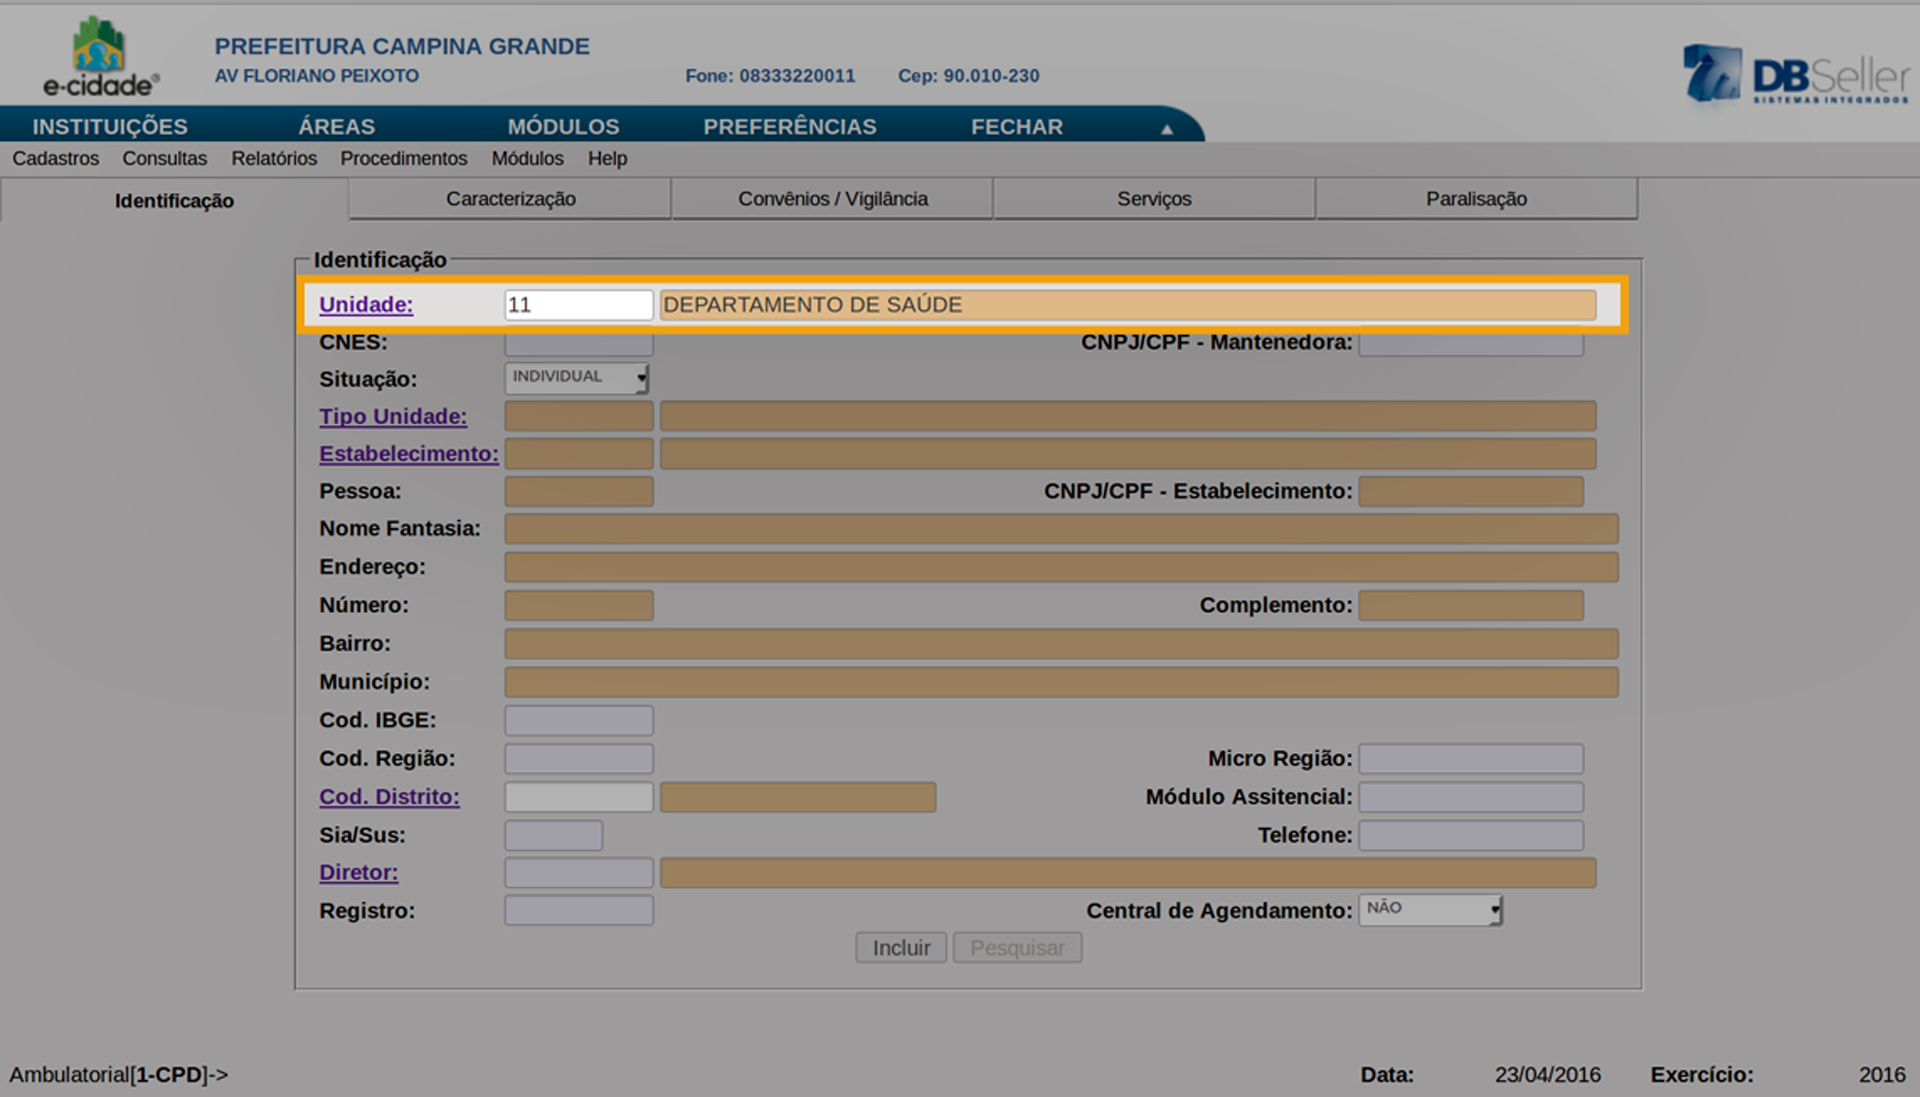 e-cidade®
PREFEITURA CAMPINA GRANDE
AV FLORIANO PEIXOTO Fone: 08333220011 Cep: 90.010-230
DBSeller
SISTEMAS INTEGRADOS
INSTITUIÇÕES ÁREAS MÓDULOS PREFERÊNCIAS FECHAR ▲
Cadastros Consultas Relatórios Procedimentos Módulos Help
Identificação Caracterização Convênios / Vigilância Serviços Paralisação
Identificação
Unidade: 11 DEPARTAMENTO DE SAÚDE
CNES: CNPJ/CPF - Mantenedora:
Situação: INDIVIDUAL
Tipo Unidade:
Estabelecimento:
Pessoa: CNPJ/CPF - Estabelecimento:
Nome Fantasia:
Endereço:
Número: Complemento:
Bairro:
Município:
Cod. IBGE:
Cod. Região: Micro Região:
Cod. Distrito: Módulo Assitencial:
Sia/Sus: Telefone:
Diretor:
Registro: Central de Agendamento: NÃO
Incluir Pesquisar
Ambulatorial[1-CPD]-> Data: 23/04/2016 Exercício: 2016